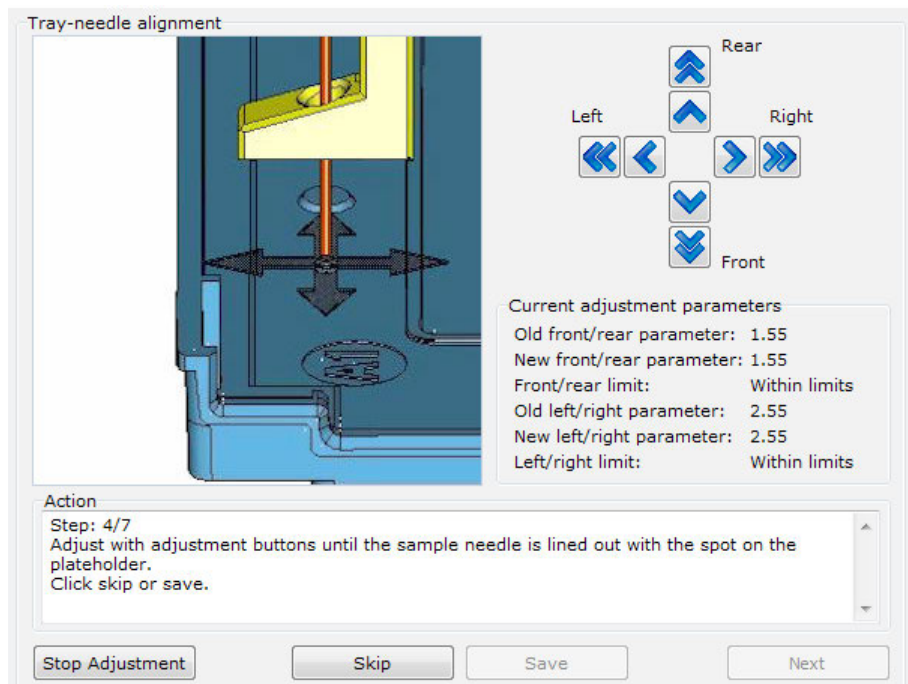 Tray-needle alignment
Rear
Left
Right
Front
A1
Current adjustment parameters
Old front/rear parameter: 1.55
New front/rear parameter: 1.55
Front/rear limit: Within limits
Old left/right parameter: 2.55
New left/right parameter: 2.55
Left/right limit: Within limits
Action
Step: 4/7
Adjust with adjustment buttons until the sample needle is lined out with the spot on the
plateholder.
Click skip or save.
Stop Adjustment
Skip
Save
Next